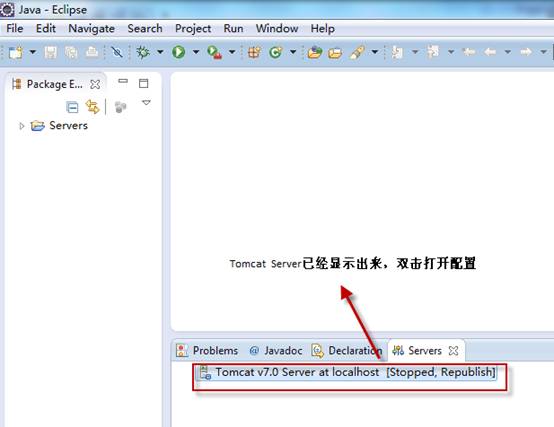 Java - Eclipse
File Edit Navigate Search Project Run Window Help
Package E...
Servers
Tomcat Server已经显示出来，双击打开配置
Problems @ Javadoc Declaration Servers
Tomcat v7.0 Server at localhost [Stopped, Republish]